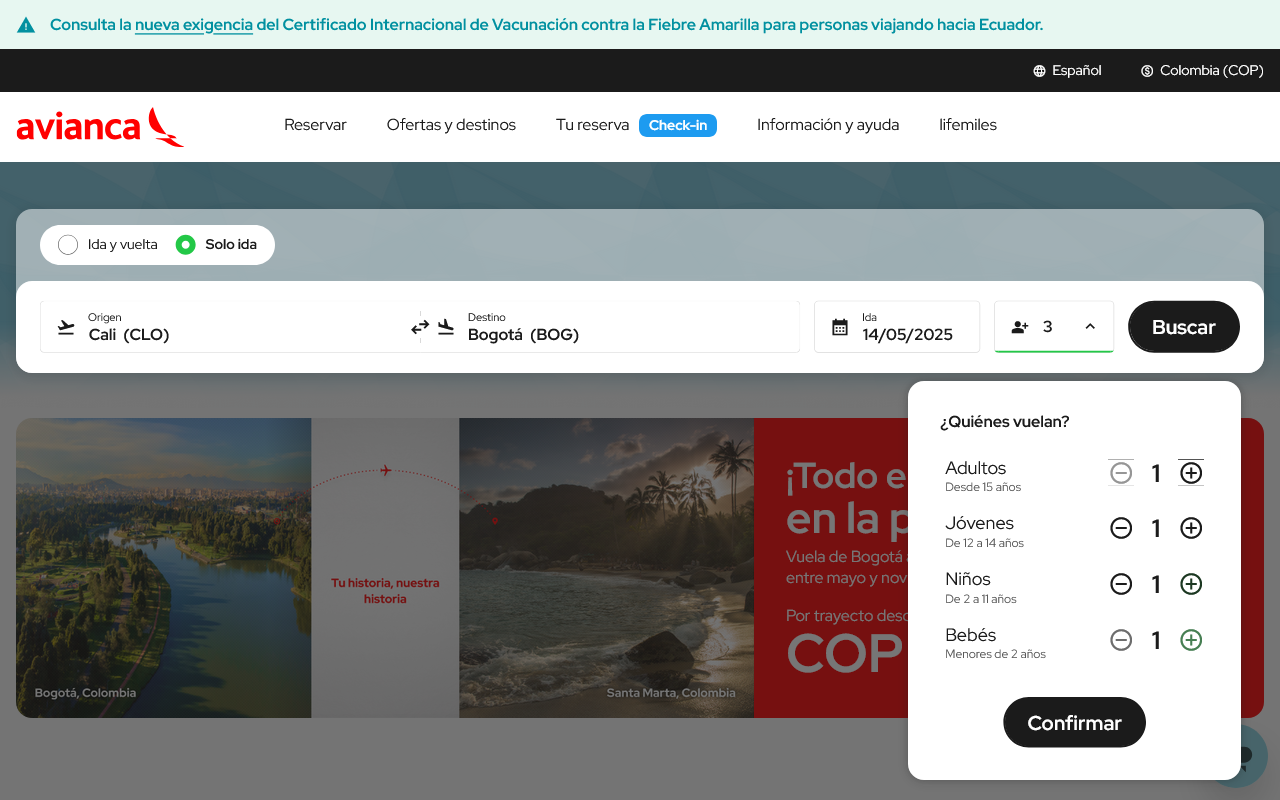 Consulta la nueva exigencia del Certificado Internacional de Vacunación contra la Fiebre Amarilla para personas viajando hacia Ecuador.
Español
Colombia (COP)
avianca
Reservar
Ofertas y destinos
Tu reserva
Check-in
Información y ayuda
lifemiles
Ida y vuelta
Solo ida
Origen
Cali (CLO)
Destino
Bogotá (BOG)
Ida
14/05/2025
3
Buscar
¿Quiénes vuelan?
Adultos
Desde 15 años
1
Jóvenes
De 12 a 14 años
1
Niños
De 2 a 11 años
1
Bebés
Menores de 2 años
1
Confirmar
Tu historia, nuestra
historia
Bogotá, Colombia
Santa Marta, Colombia
¡Todo e
en la p
Vuela de Bogotá
entre mayo y nov
Por trayecto desd
COP